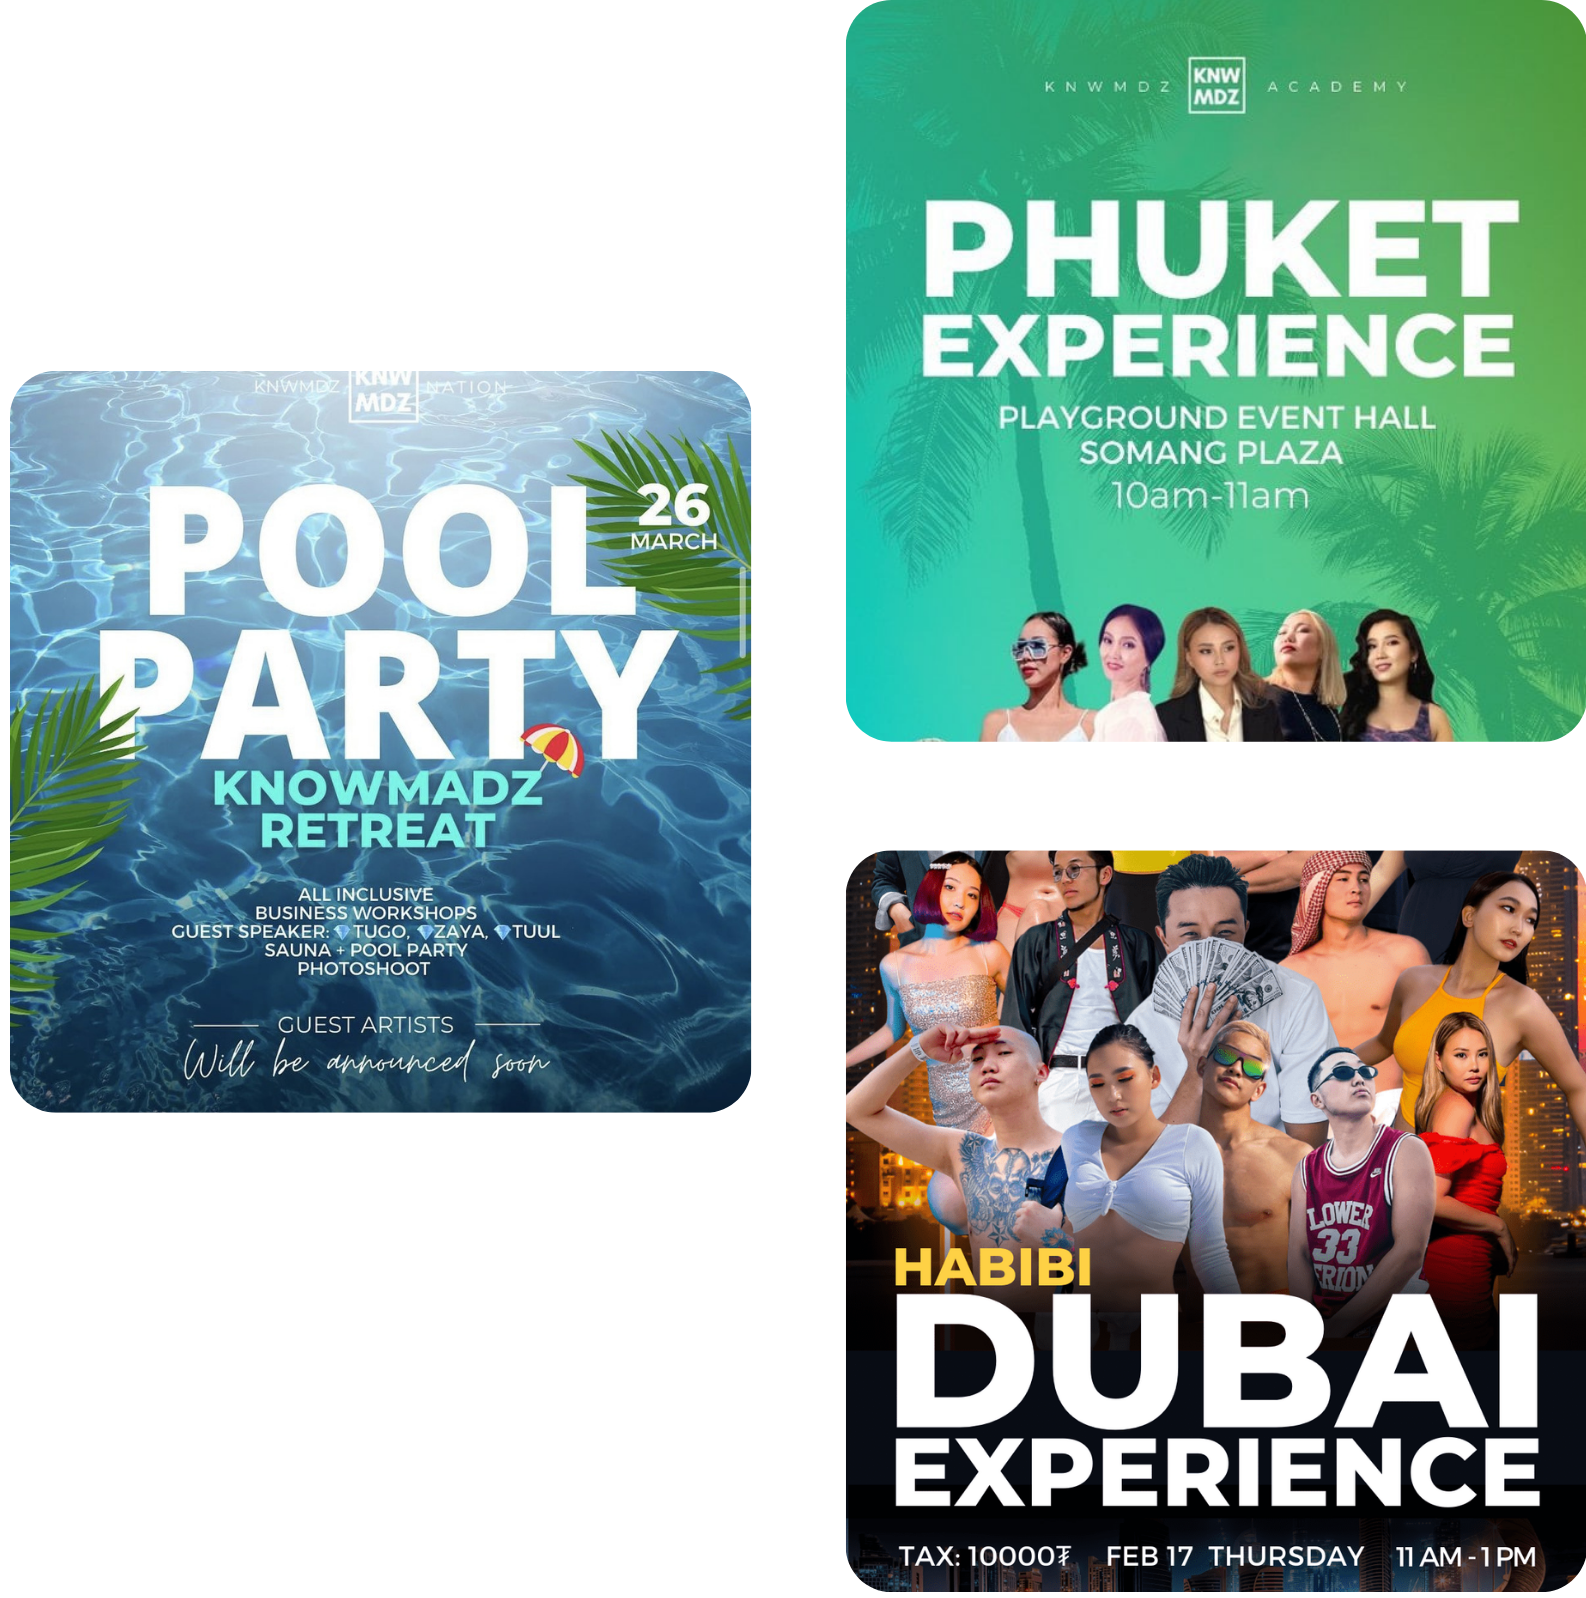 KNWMDZ KNW MDZ NATION
POOL
26
MARCH
PARTY
KNOWMADZ
RETREAT
ALL INCLUSIVE
BUSINESS WORKSHOPS
GUEST SPEAKER: 💎TUGO, 💎ZAYA, 💎TUUL
SAUNA + POOL PARTY
PHOTOSHOOT
GUEST ARTISTS
Will be announced soon
KNWMDZ KNW MDZ ACADEMY
PHUKET
EXPERIENCE
PLAYGROUND EVENT HALL
SOMANG PLAZA
10am-11am
LOWER
33
ERION
HABIBI
DUBAI
EXPERIENCE
TAX: 10000₮ FEB 17 THURSDAY 11 AM - 1 PM